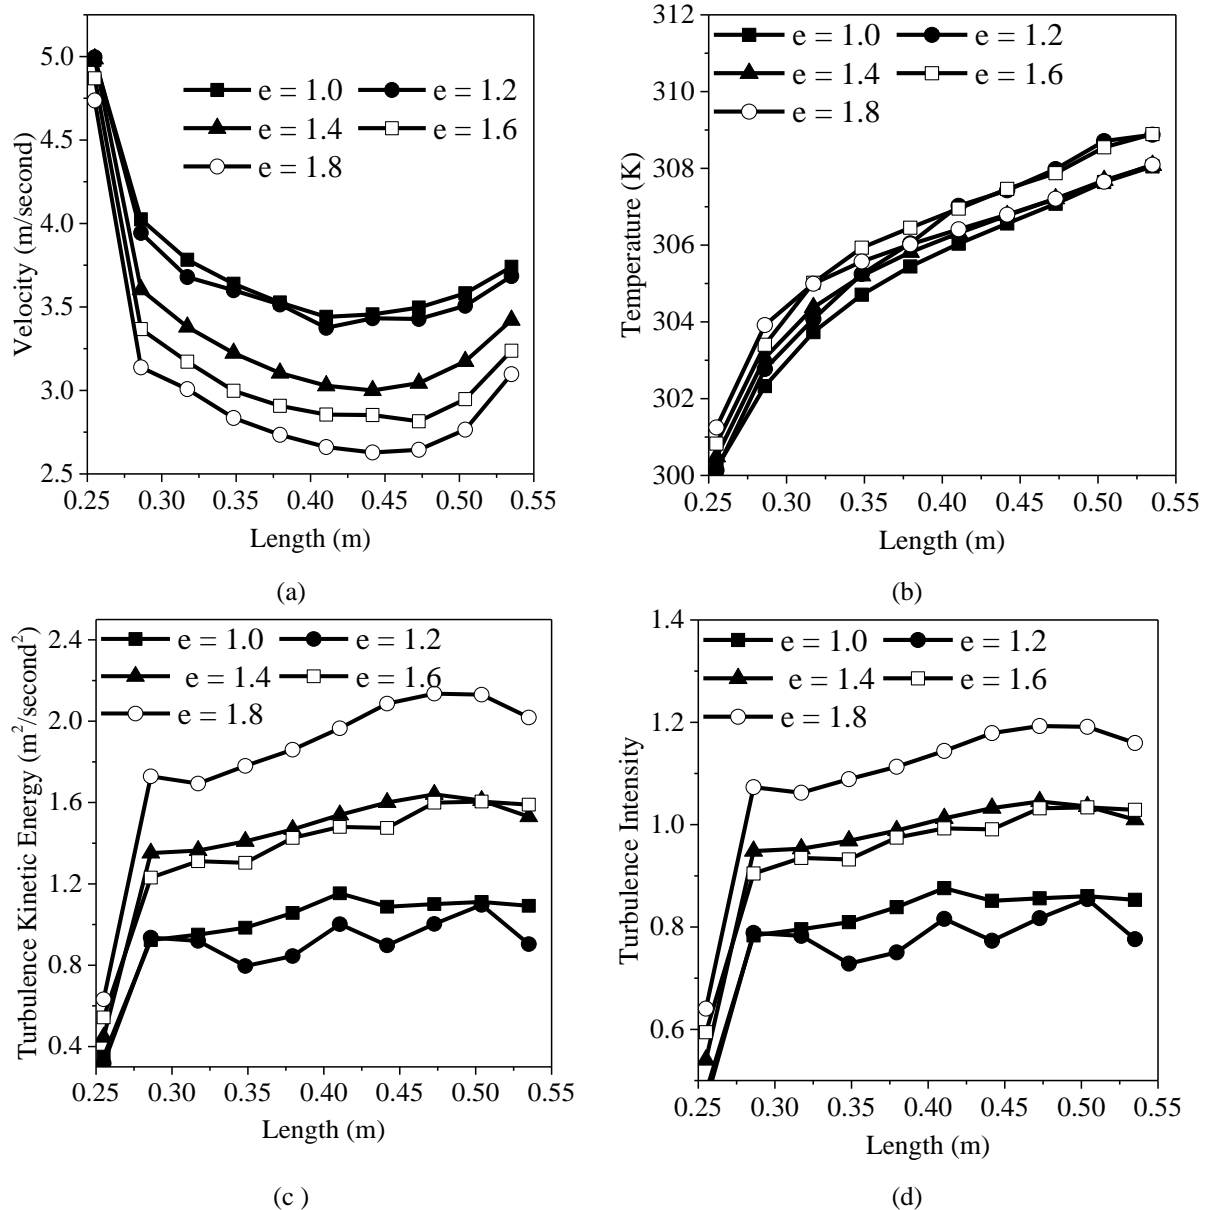 5.0
4.5
4.0
3.5
3.0
2.5
Velocity (m/second)
e = 1.0 e = 1.2
e = 1.4 e = 1.6
e = 1.8
0.25 0.30 0.35 0.40 0.45 0.50 0.55
Length (m)
(a)
312
310
308
306
304
302
300
Temperature (K)
e = 1.0 e = 1.2
e = 1.4 e = 1.6
e = 1.8
0.25 0.30 0.35 0.40 0.45 0.50 0.55
Length (m)
(b)
2.4
2.0
1.6
1.2
0.8
0.4
Turbulence Kinetic Energy (m²/second²)
e = 1.0 e = 1.2
e = 1.4 e = 1.6
e = 1.8
0.25 0.30 0.35 0.40 0.45 0.50 0.55
Length (m)
(c )
1.4
1.2
1.0
0.8
0.6
Turbulence Intensity
e = 1.0 e = 1.2
e = 1.4 e = 1.6
e = 1.8
0.25 0.30 0.35 0.40 0.45 0.50 0.55
Length (m)
(d)